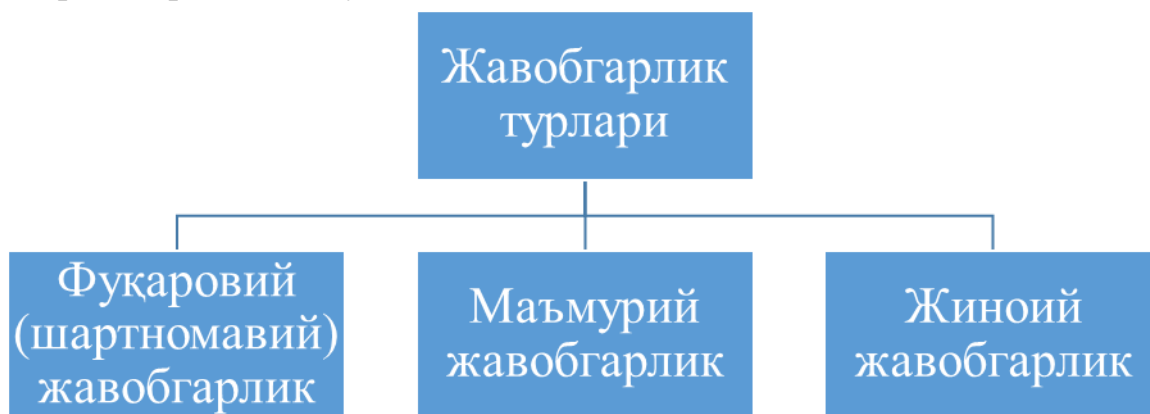 Жавобгарлик
турлари
Фуқаровий
(шартномавий)
жавобгарлик
Маъмурий
жавобгарлик
Жиноий
жавобгарлик